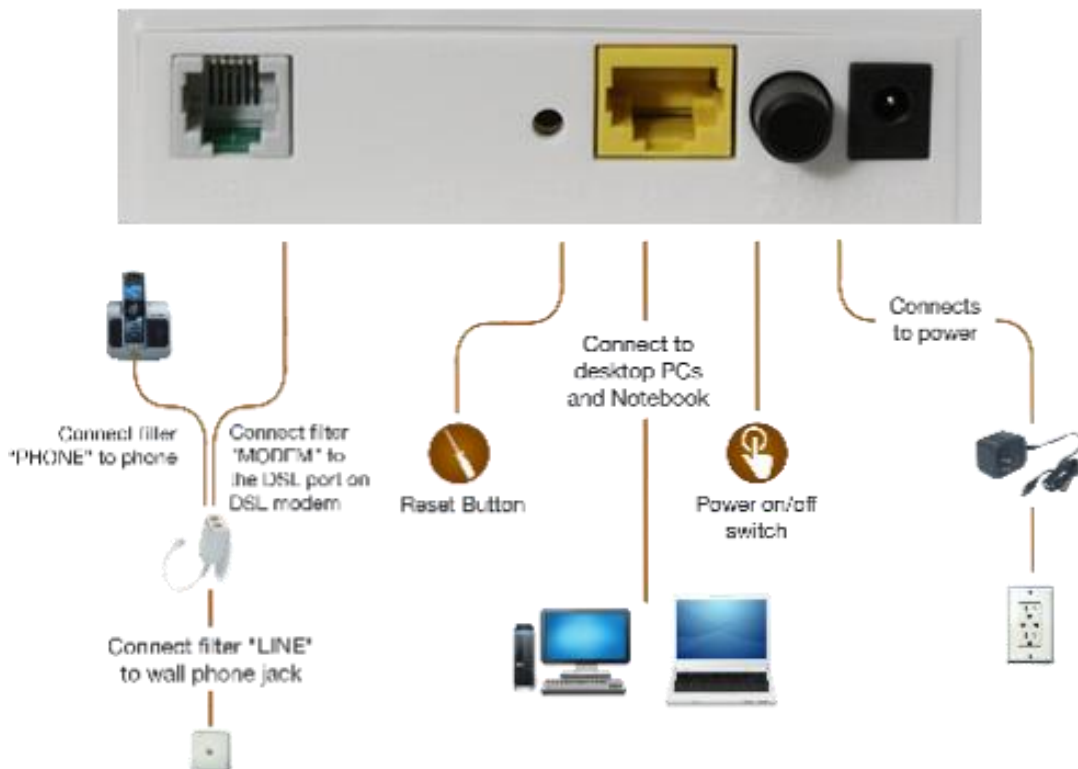 Connects
to power
Connect to
desktop PCs
and Notebook
Connect filter
"PHONE" to phone
Connect filter
"MODEM" to
the DSL port on
DSL modem
Reset Button
Power on/off
switch
Connect filter "LINE"
to wall phone jack